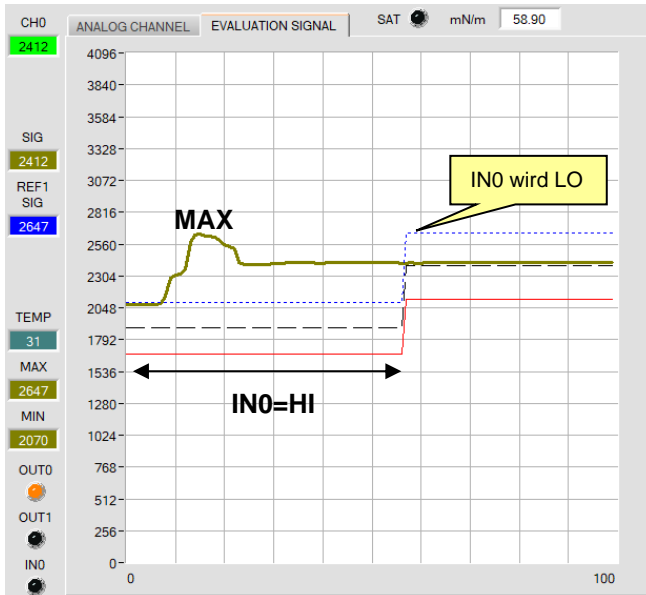 CH0
2412
SIG
2412
REF1
SIG
2647
TEMP
31
MAX
2647
MIN
2070
OUT0
OUT1
IN0
ANALOG CHANNEL
EVALUATION SIGNAL
SAT
mN/m
58.90
4096
3840
3584
3328
3072
2816
2560
2304
2048
1792
1536
1280
1024
768
512
256
0
0
100
MAX
IN0 wird LO
IN0=HI